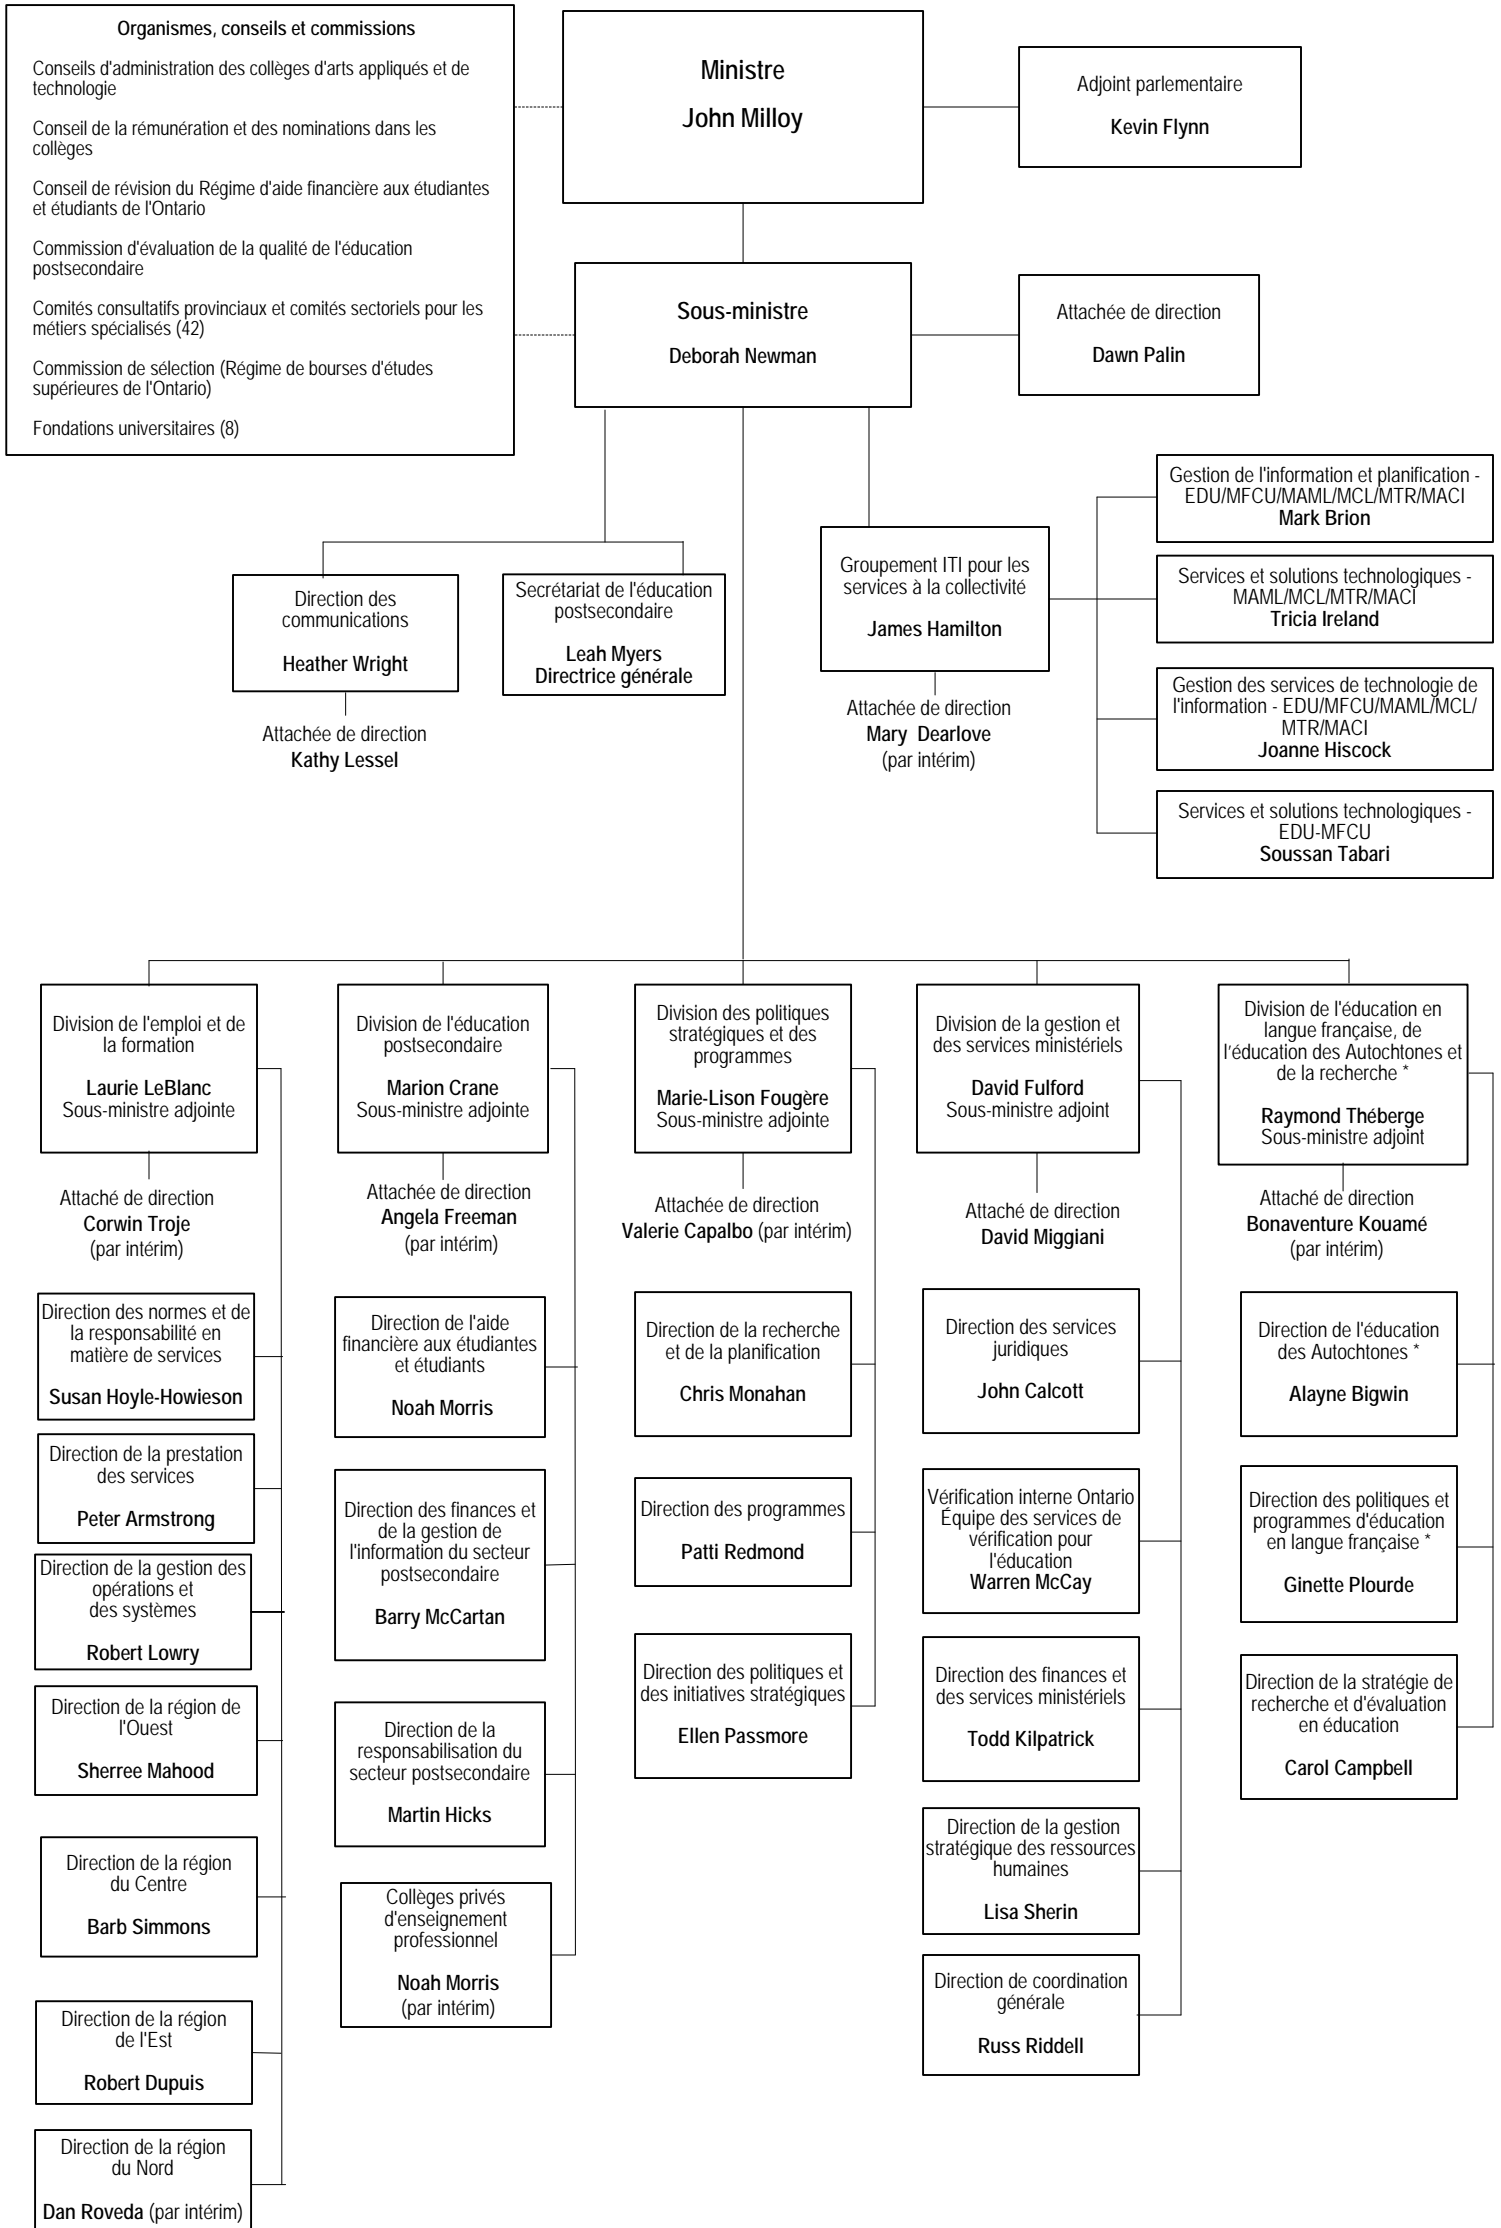 Organismes, conseils et commissions
Conseils d'administration des collèges d'arts appliqués et de
technologie
Conseil de la rémunération et des nominations dans les
collèges
Conseil de révision du Régime d'aide financière aux étudiantes
et étudiants de l'Ontario
Commission d'évaluation de la qualité de l'éducation
postsecondaire
Comités consultatifs provinciaux et comités sectoriels pour les
métiers spécialisés (42)
Commission de sélection (Régime de bourses d'études
supérieures de l'Ontario)
Fondations universitaires (8)
Ministre
John Milloy
Adjoint parlementaire
Kevin Flynn
Sous-ministre
Deborah Newman
Attachée de direction
Dawn Palin
Direction des
communications
Heather Wright
Attachée de direction
Kathy Lessel
Secrétariat de l'éducation
postsecondaire
Leah Myers
Directrice générale
Groupement ITI pour les
services à la collectivité
James Hamilton
Attachée de direction
Mary Dearlove
(par intérim)
Gestion de l'information et planification -
EDU/MFCU/MAML/MCL/MTR/MACI
Mark Brion
Services et solutions technologiques -
MAML/MCL/MTR/MACI
Tricia Ireland
Gestion des services de technologie de
l'information - EDU/MFCU/MAML/MCL/
MTR/MACI
Joanne Hiscock
Services et solutions technologiques -
EDU-MFCU
Soussan Tabari
Division de l'emploi et de
la formation
Laurie LeBlanc
Sous-ministre adjointe
Attaché de direction
Corwin Troje
(par intérim)
Direction des normes et de
la responsabilité en
matière de services
Susan Hoyle-Howieson
Direction de la prestation
des services
Peter Armstrong
Direction de la gestion des
opérations et
des systèmes
Robert Lowry
Direction de la région de
l'Ouest
Sherree Mahood
Direction de la région
du Centre
Barb Simmons
Direction de la région
de l'Est
Robert Dupuis
Direction de la région
du Nord
Dan Roveda (par intérim)
Division de l'éducation
postsecondaire
Marion Crane
Sous-ministre adjointe
Attachée de direction
Angela Freeman
(par intérim)
Direction de l'aide
financière aux étudiantes
et étudiants
Noah Morris
Direction des finances et
de la gestion de
l'information du secteur
postsecondaire
Barry McCartan
Direction de la
responsabilisation du
secteur postsecondaire
Martin Hicks
Collèges privés
d'enseignement
professionnel
Noah Morris
(par intérim)
Division des politiques
stratégiques et des
programmes
Marie-Lison Fougère
Sous-ministre adjointe
Attachée de direction
Valerie Capalbo (par intérim)
Direction de la recherche
et de la planification
Chris Monahan
Direction des programmes
Patti Redmond
Direction des politiques et
des initiatives stratégiques
Ellen Passmore
Division de la gestion et
des services ministériels
David Fulford
Sous-ministre adjoint
Attaché de direction
David Miggiani
Direction des services
juridiques
John Calcott
Vérification interne Ontario
Équipe des services de
vérification pour
l'éducation
Warren McCay
Direction des finances et
des services ministériels
Todd Kilpatrick
Direction de la gestion
stratégique des ressources
humaines
Lisa Sherin
Direction de coordination
générale
Russ Riddell
Division de l'éducation en
langue française, de
l'éducation des Autochtones et
de la recherche *
Raymond Théberge
Sous-ministre adjoint
Attaché de direction
Bonaventure Kouamé
(par intérim)
Direction de l'éducation
des Autochtones *
Alayne Bigwin
Direction des politiques et
programmes d'éducation
en langue française *
Ginette Plourde
Direction de la stratégie de
recherche et d'évaluation
en éducation
Carol Campbell